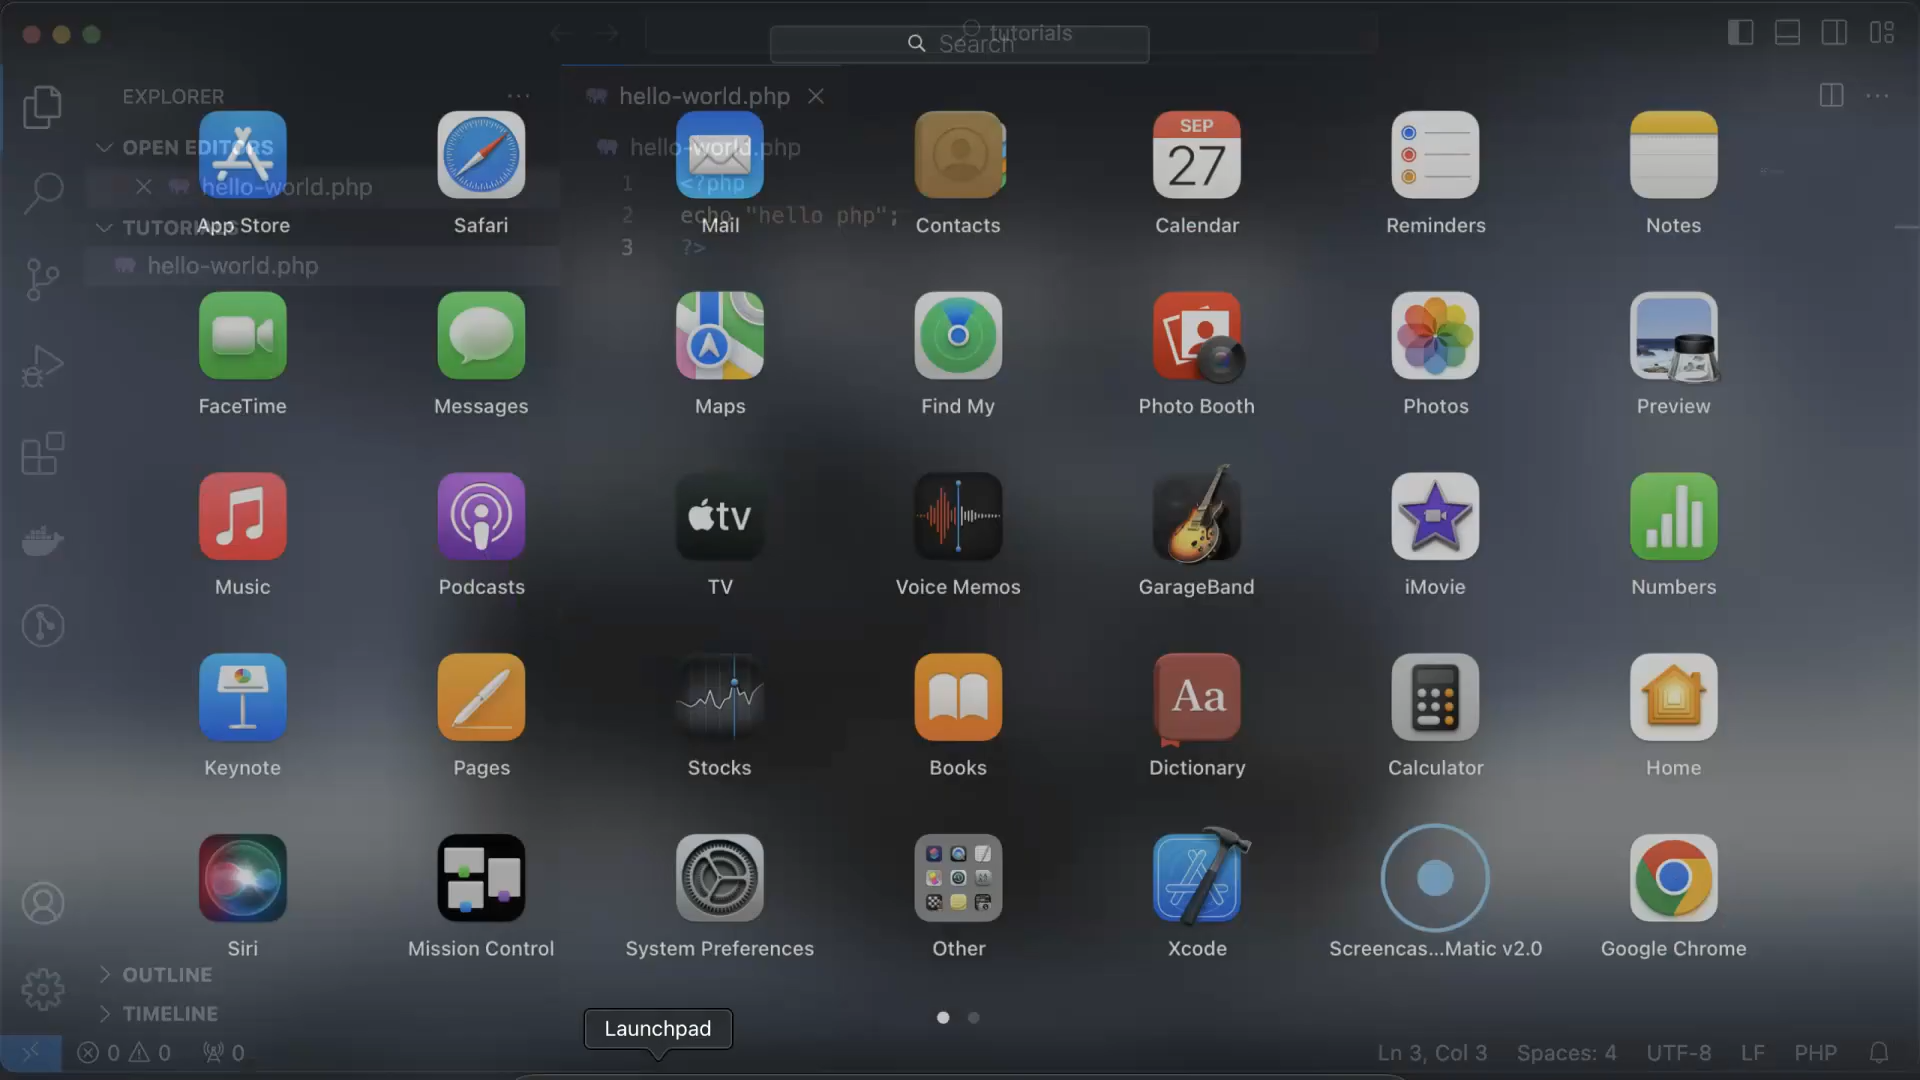 tutorials
Search
EXPLORER
hello-world.php
OPEN EDITORS
hello-world.php
hello-world.php
TUTORIALS
hello-world.php
1 <?php
2 echo "hello php";
3 ?>
SEP
27
App Store
Safari
Mail
Contacts
Calendar
Reminders
Notes
FaceTime
Messages
Maps
Find My
Photo Booth
Photos
Preview
tv
Music
Podcasts
TV
Voice Memos
GarageBand
iMovie
Numbers
Aa
Keynote
Pages
Stocks
Books
Dictionary
Calculator
Home
Siri
Mission Control
System Preferences
Other
Xcode
Screencas...Matic v2.0
Google Chrome
OUTLINE
TIMELINE
Launchpad
0 0 0
Ln 3, Col 3
Spaces: 4
UTF-8
LF
PHP